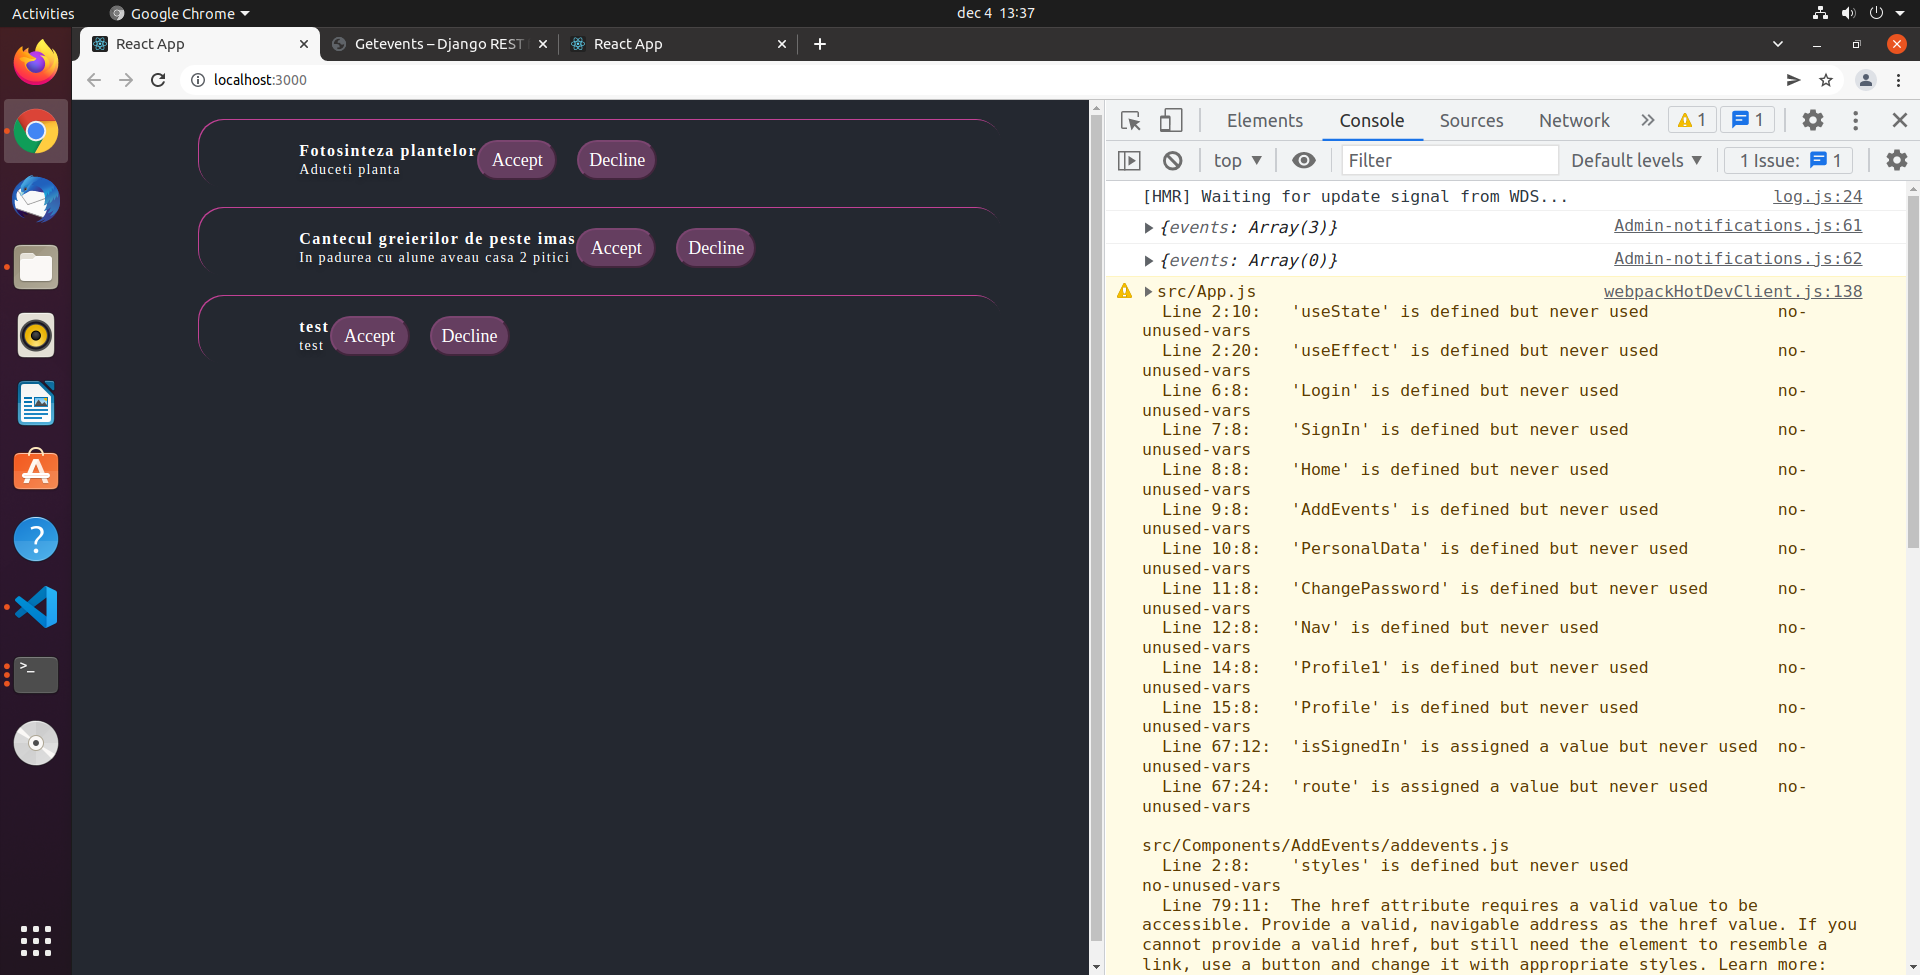 Activities
Google Chrome
dec 4 13:37
React App
Getevents – Django REST
React App
localhost:3000
Fotosinteza plantelor
Aduceti planta
Accept
Decline
Cantecul greierilor de peste imas
In padurea cu alune aveau casa 2 pitici
Accept
Decline
test
test
Accept
Decline
Elements
Console
Sources
Network
1
1
top
Filter
Default levels
1 Issue: 1
[HMR] Waiting for update signal from WDS... log.js:24
{events: Array(3)} Admin-notifications.js:61
{events: Array(0)} Admin-notifications.js:62
src/App.js webpackHotDevClient.js:138
Line 2:10: 'useState' is defined but never used no-
unused-vars
Line 2:20: 'useEffect' is defined but never used no-
unused-vars
Line 6:8: 'Login' is defined but never used no-
unused-vars
Line 7:8: 'SignIn' is defined but never used no-
unused-vars
Line 8:8: 'Home' is defined but never used no-
unused-vars
Line 9:8: 'AddEvents' is defined but never used no-
unused-vars
Line 10:8: 'PersonalData' is defined but never used no-
unused-vars
Line 11:8: 'ChangePassword' is defined but never used no-
unused-vars
Line 12:8: 'Nav' is defined but never used no-
unused-vars
Line 14:8: 'Profile1' is defined but never used no-
unused-vars
Line 15:8: 'Profile' is defined but never used no-
unused-vars
Line 67:12: 'isSignedIn' is assigned a value but never used no-
unused-vars
Line 67:24: 'route' is assigned a value but never used no-
unused-vars
src/Components/AddEvents/addevents.js
Line 2:8: 'styles' is defined but never used
no-unused-vars
Line 79:11: The href attribute requires a valid value to be
accessible. Provide a valid, navigable address as the href value. If you
cannot provide a valid href, but still need the element to resemble a
link, use a button and change it with appropriate styles. Learn more: